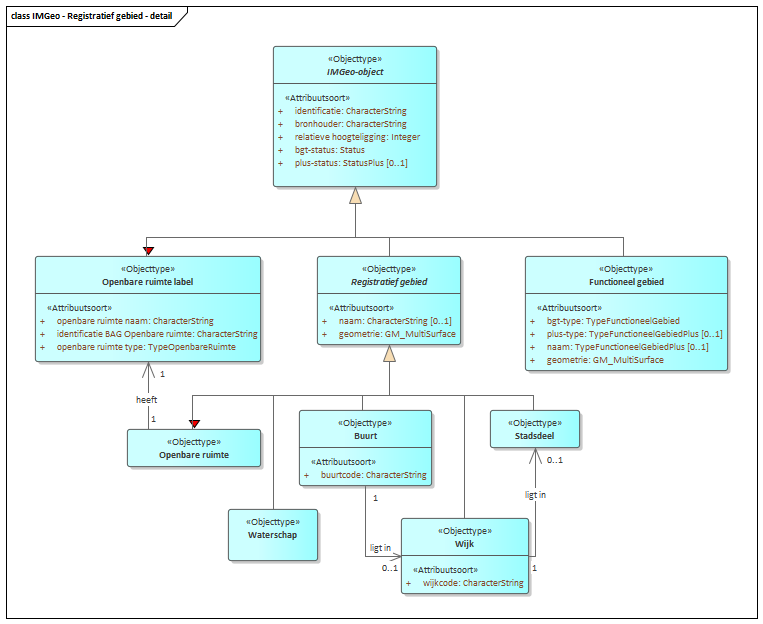 class IMGeo - Registratief gebied - detail
«Objecttype»
IMGeo-object
«Attribuutsoort»
+ identificatie: CharacterString
+ bronhouder: CharacterString
+ relatieve hoogteligging: Integer
+ bgt-status: Status
+ plus-status: StatusPlus [0..1]
«Objecttype»
Openbare ruimte label
«Attribuutsoort»
+ openbare ruimte naam: CharacterString
+ identificatie BAG Openbare ruimte: CharacterString
+ openbare ruimte type: TypeOpenbareRuimte
«Objecttype»
Registratief gebied
«Attribuutsoort»
+ naam: CharacterString [0..1]
+ geometrie: GM_MultiSurface
«Objecttype»
Functioneel gebied
«Attribuutsoort»
+ bgt-type: TypeFunctioneelGebied
+ plus-type: TypeFunctioneelGebiedPlus [0..1]
+ naam: TypeFunctioneelGebiedPlus [0..1]
+ geometrie: GM_MultiSurface
1
heeft
1
«Objecttype»
Openbare ruimte
«Objecttype»
Buurt
«Attribuutsoort»
+ buurtcode: CharacterString
«Objecttype»
Stadsdeel
0..1
ligt in
1
1
ligt in
0..1
«Objecttype»
Waterschap
«Objecttype»
Wijk
«Attribuutsoort»
+ wijkcode: CharacterString